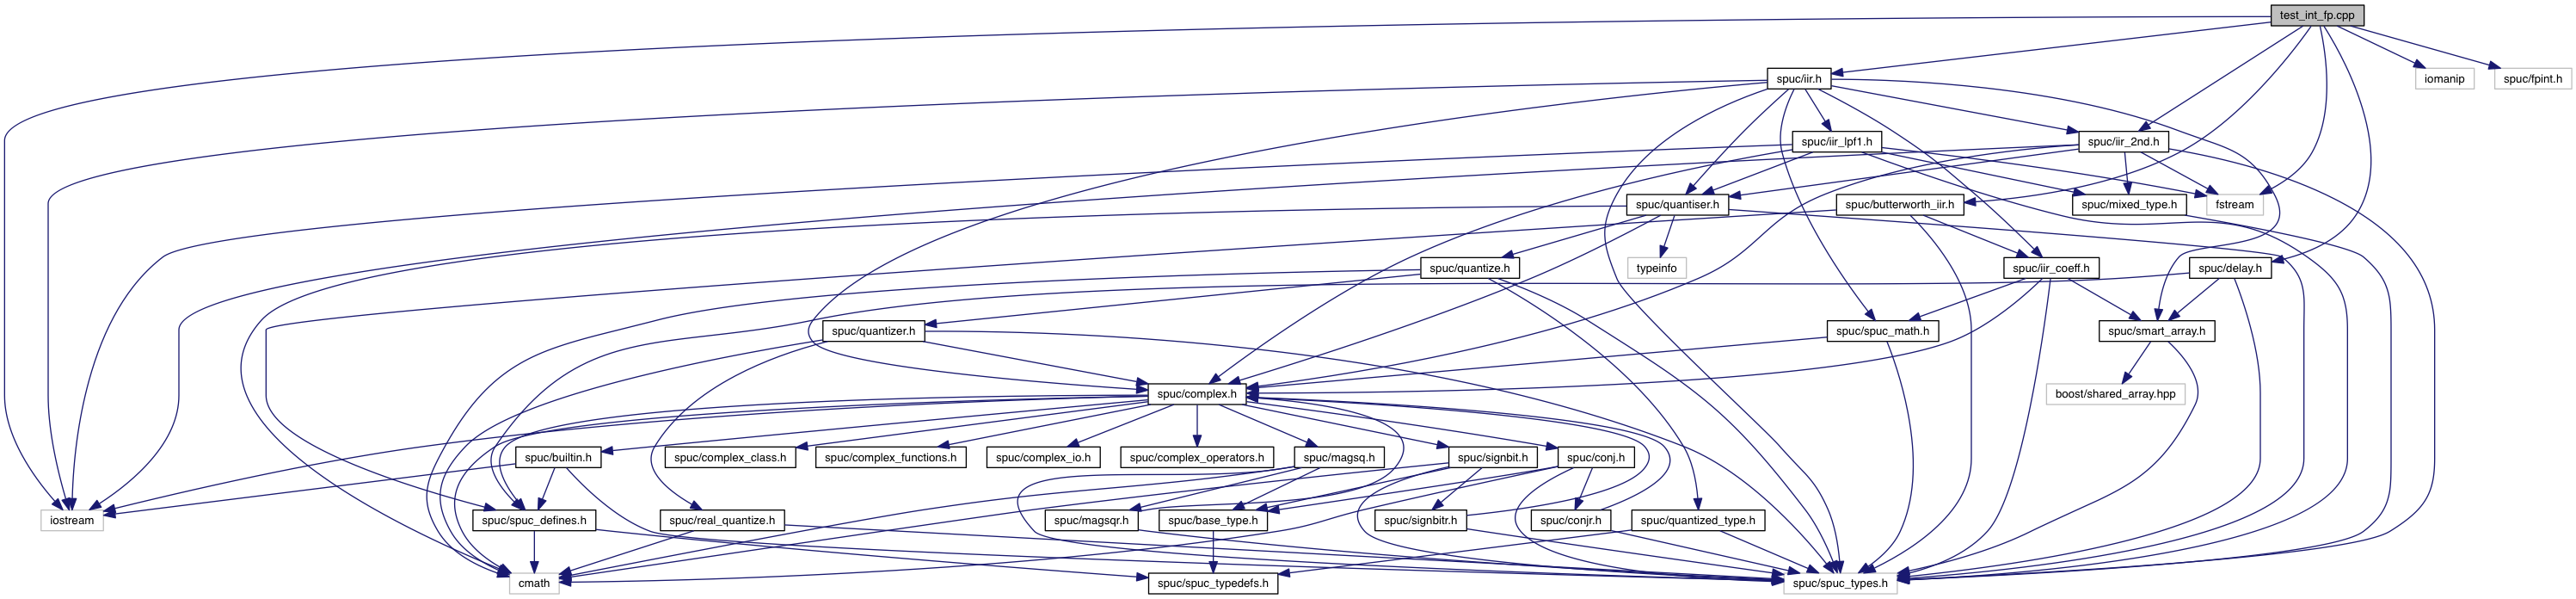 test_int_fp.cpp
spuc/iir.h
iomanip
spuc/fpint.h
spuc/iir_lpf1.h
spuc/iir_2nd.h
spuc/quantiser.h
spuc/butterworth_iir.h
spuc/mixed_type.h
fstream
spuc/quantize.h
typeinfo
spuc/iir_coeff.h
spuc/delay.h
spuc/quantizer.h
spuc/spuc_math.h
spuc/smart_array.h
spuc/complex.h
boost/shared_array.hpp
spuc/builtin.h
spuc/complex_class.h
spuc/complex_functions.h
spuc/complex_io.h
spuc/complex_operators.h
spuc/magsq.h
spuc/signbit.h
spuc/conj.h
iostream
spuc/spuc_defines.h
spuc/real_quantize.h
spuc/magsqr.h
spuc/base_type.h
spuc/signbitr.h
spuc/conjr.h
spuc/quantized_type.h
cmath
spuc/spuc_typedefs.h
spuc/spuc_types.h